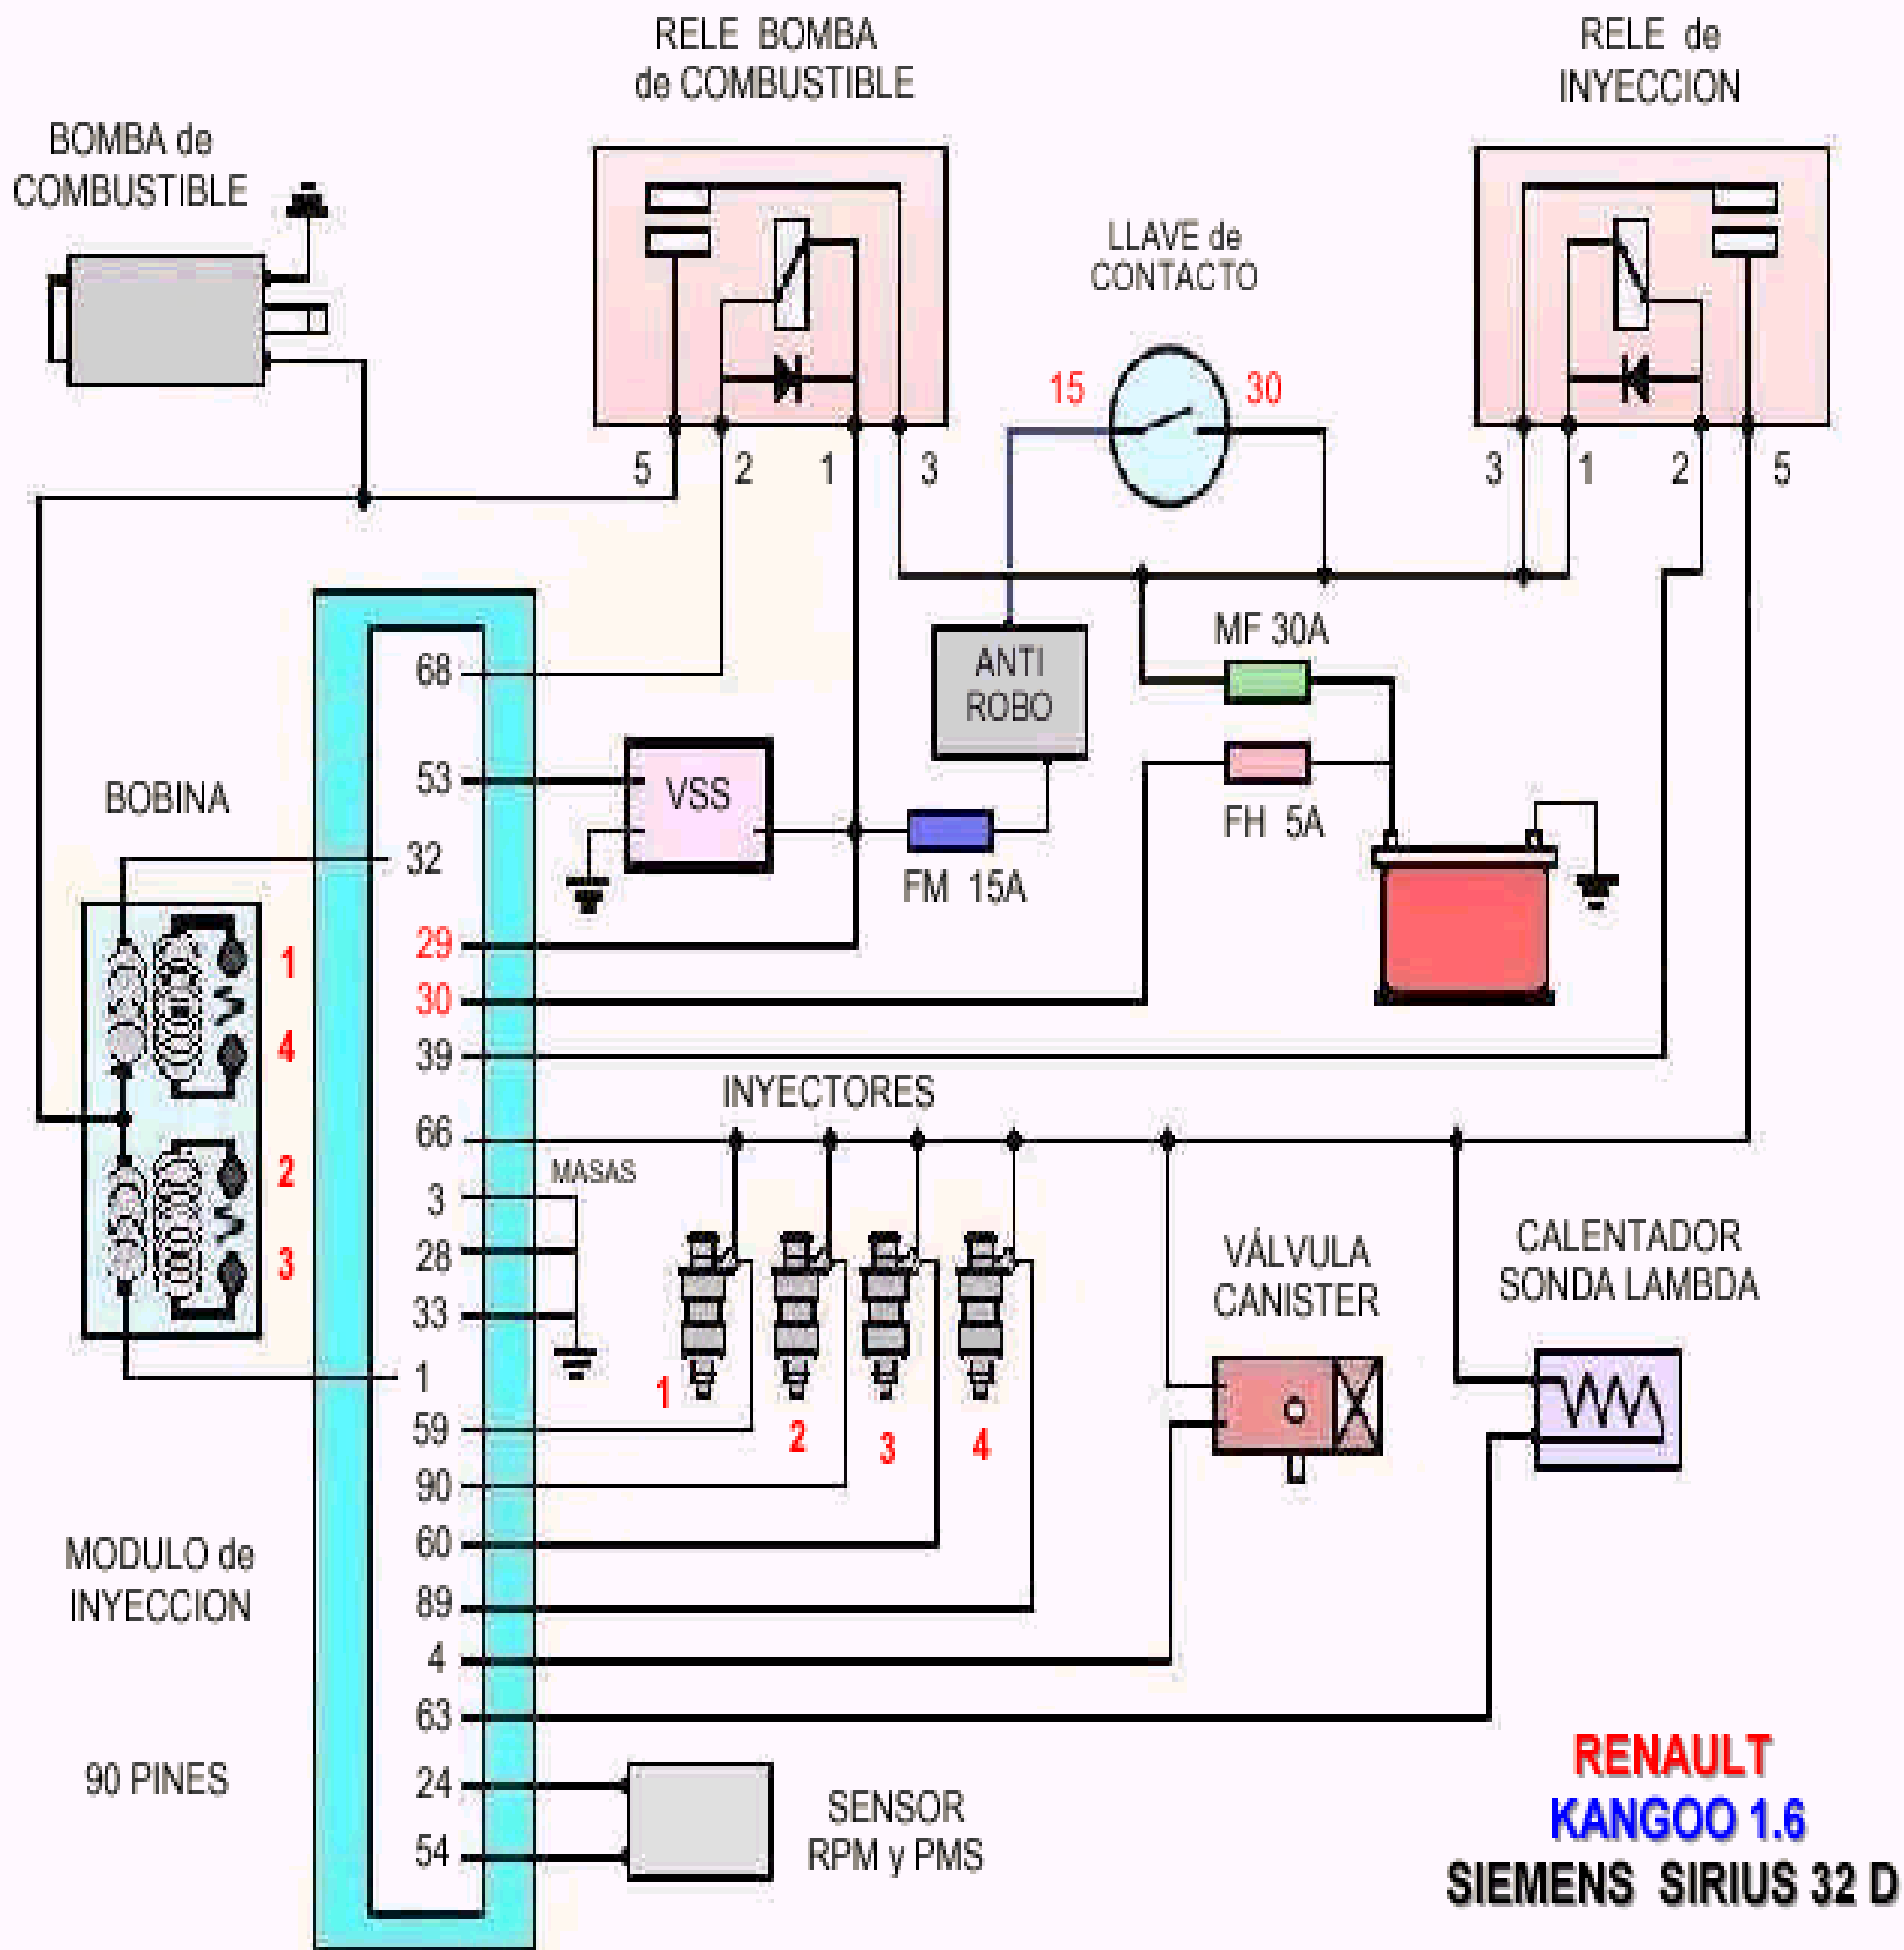 RELE BOMBA
de COMBUSTIBLE
RELE de
INYECCION
BOMBA de
COMBUSTIBLE
LLAVE de
CONTACTO
15
30
5
2
1
3
3
1
2
5
MF 30A
ANTI
ROBO
68
53
VSS
FH 5A
BOBINA
32
FM 15A
29
30
39
1
4
2
3
INYECTORES
66
MASAS
3
28
33
1
59
90
60
89
4
63
24
54
1
2
3
4
VÁLVULA
CANISTER
CALENTADOR
SONDA LAMBDA
MODULO de
INYECCION
90 PINES
SENSOR
RPM y PMS
RENAULT
KANGOO 1.6
SIEMENS SIRIUS 32 D